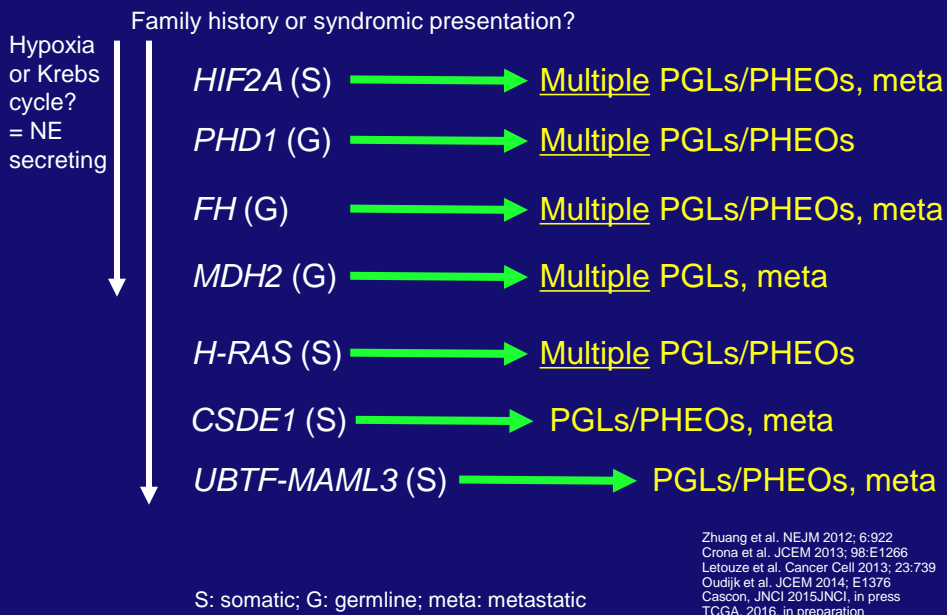 Family history or syndromic presentation?
Hypoxia
or Krebs
cycle?
= NE
secreting
HIF2A (S) Multiple PGLs/PHEOs, meta
PHD1 (G) Multiple PGLs/PHEOs
FH (G) Multiple PGLs/PHEOs, meta
MDH2 (G) Multiple PGLs, meta
H-RAS (S) Multiple PGLs/PHEOs
CSDE1 (S) PGLs/PHEOs, meta
UBTF-MAML3 (S) PGLs/PHEOs, meta
Zhuang et al. NEJM 2012; 6:922
Crona et al. JCEM 2013; 98:E1266
Letouze et al. Cancer Cell 2013; 23:739
Oudijk et al. JCEM 2014; E1376
Cascon, JNCI 2015JNCI, in press
TCGA, 2016, in preparation
S: somatic; G: germline; meta: metastatic